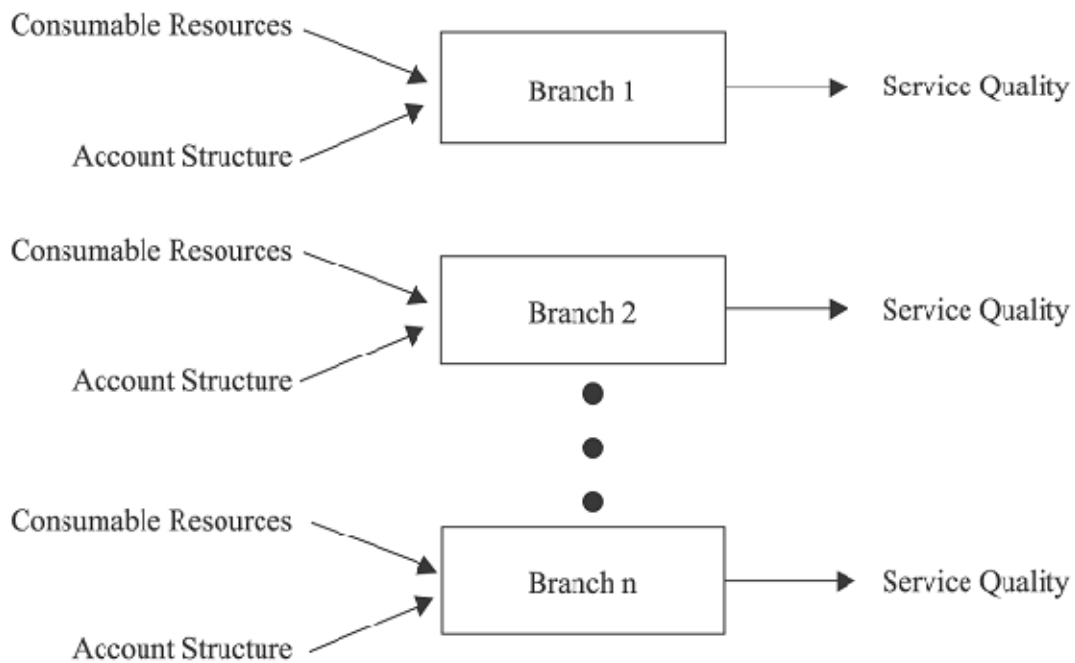 Consumable Resources
Branch 1
Service Quality
Account Structure
Consumable Resources
Branch 2
Service Quality
Account Structure
Consumable Resources
Branch n
Service Quality
Account Structure